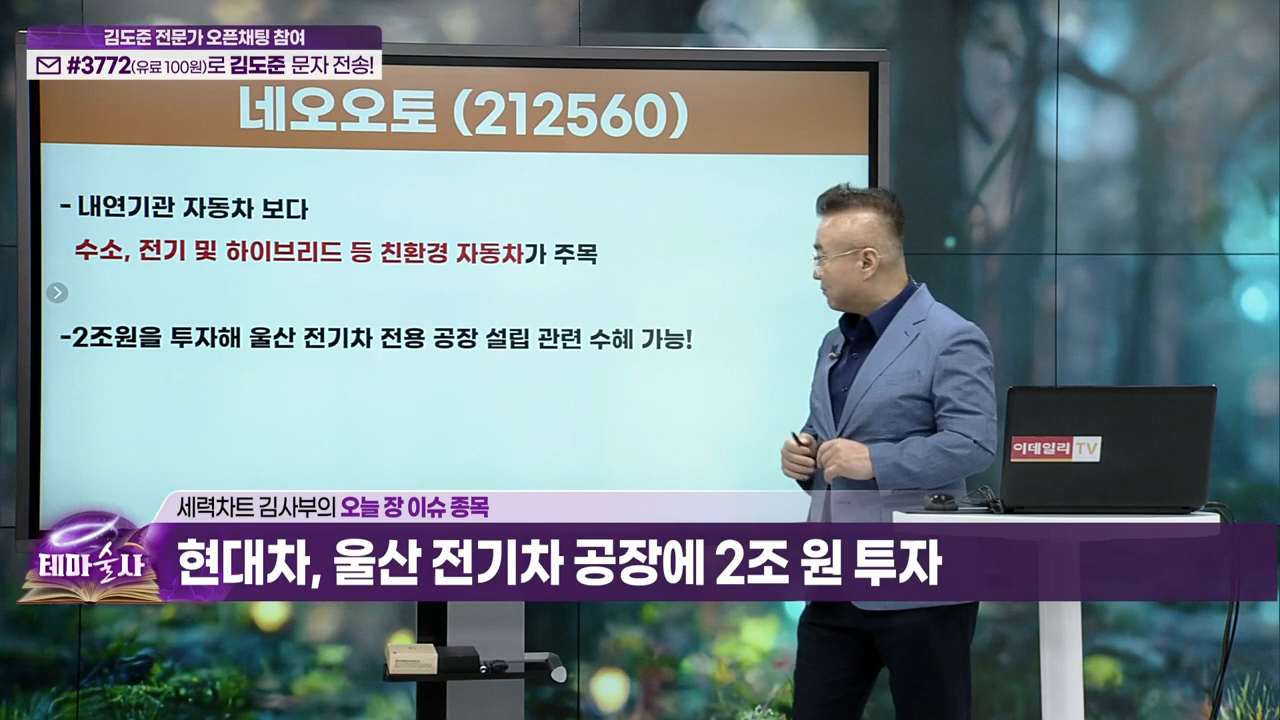 김도준 전문가 오픈채팅 참여
#3772(유료 100원)로 김도준 문자 전송!
네오오토 (212560)
- 내연기관 자동차 보다
수소, 전기 및 하이브리드 등 친환경 자동차가 주목
-2조원을 투자해 울산 전기차 전용 공장 설립 관련 수혜 가능!
이데일리 TV
세력차트 김사부의 오늘 장 이슈 종목
테마술사
현대차, 울산 전기차 공장에 2조 원 투자